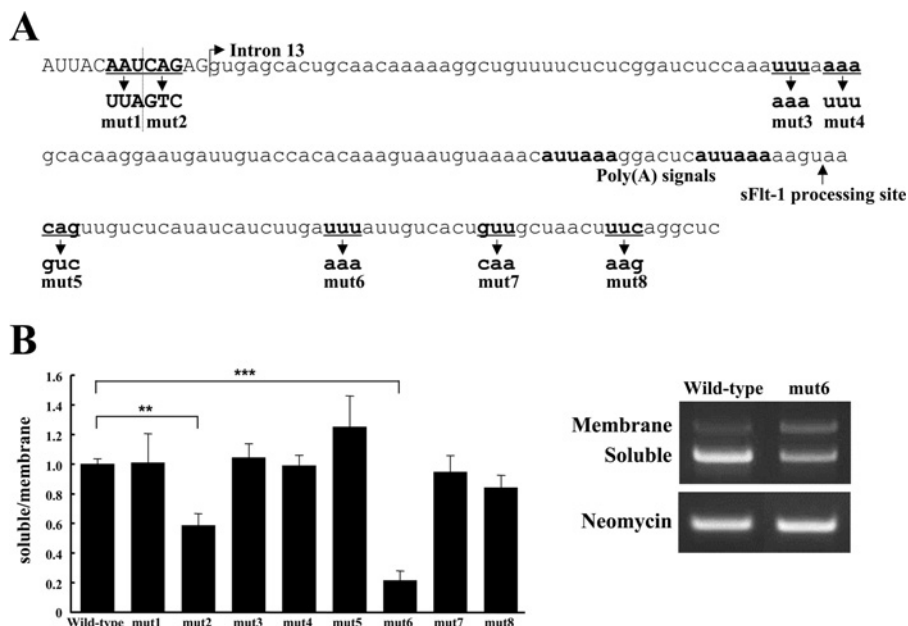 A
Intron 13
AUUACAAUCAGAGgugagcacugcaacaaaaaggcuguuuucucucggaucuccaaauuuaaaa
UUAGTC aaa uuu
mut1 mut2 mut3 mut4
gcacaaggaaugauuguaccacacaaaguaauguaaaacauuaaaggacucauuaaaaaguaa
Poly(A) signals
sFlt-1 processing site
caguugucucauaucaucuugauuuauugucacuguugcuaacuuucaggcuc
guc aaa caa aag
mut5 mut6 mut7 mut8
B
soluble/membrane
1.6
1.4
1.2
1.0
0.8
0.6
0.4
0.2
0
***
**
Wild-type mut1 mut2 mut3 mut4 mut5 mut6 mut7 mut8
Wild-type mut6
Membrane
Soluble
Neomycin